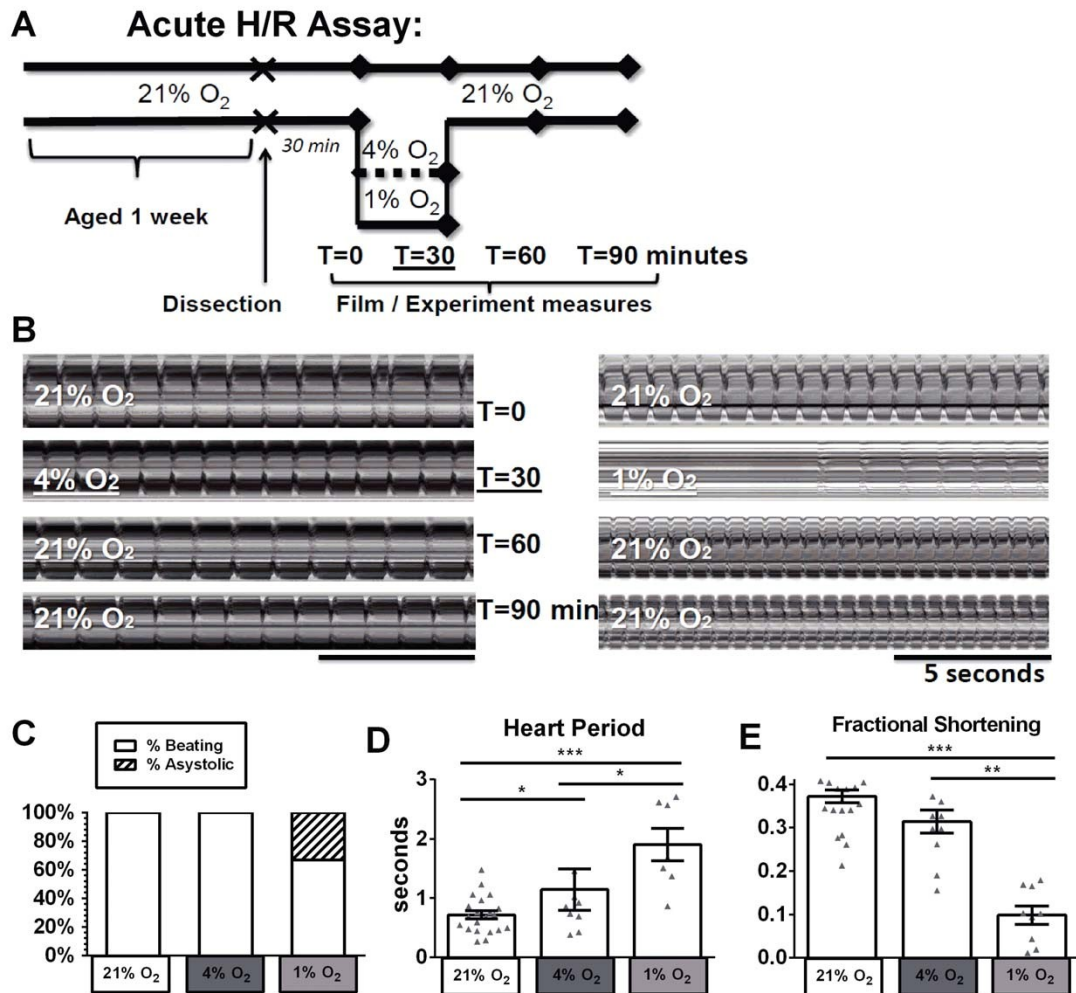 A Acute H/R Assay:
21% O2 21% O2
30 min
4% O2
1% O2
Aged 1 week
T=0 T=30 T=60 T=90 minutes
Dissection Film / Experiment measures
B
21% O2 T=0 21% O2
4% O2 T=30 1% O2
21% O2 T=60 21% O2
21% O2 T=90 min 21% O2
5 seconds
C
% Beating
% Asystolic
100%
80%
60%
40%
20%
0%
21% O2 4% O2 1% O2
D Heart Period
***
* *
seconds
3
2
1
0
21% O2 4% O2 1% O2
E Fractional Shortening
***
**
0.4
0.3
0.2
0.1
0.0
21% O2 4% O2 1% O2